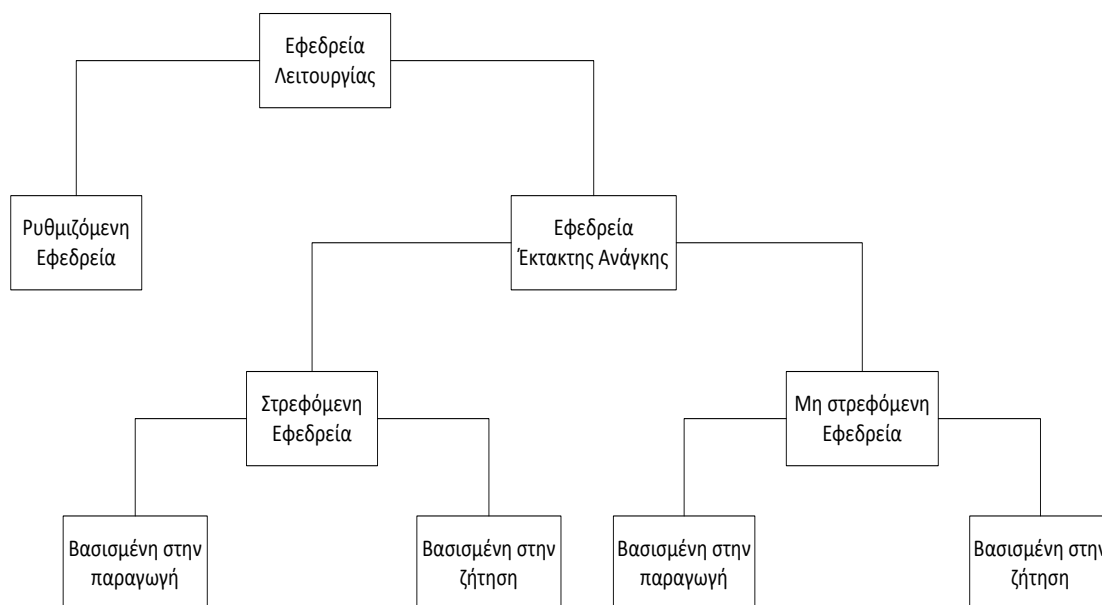 Εφεδρεία
Λειτουργίας
Ρυθμιζόμενη
Εφεδρεία
Εφεδρεία
Έκτακτης Ανάγκης
Στρεφόμενη
Εφεδρεία
Μη στρεφόμενη
Εφεδρεία
Βασισμένη στην
παραγωγή
Βασισμένη στην
ζήτηση
Βασισμένη στην
παραγωγή
Βασισμένη στην
ζήτηση